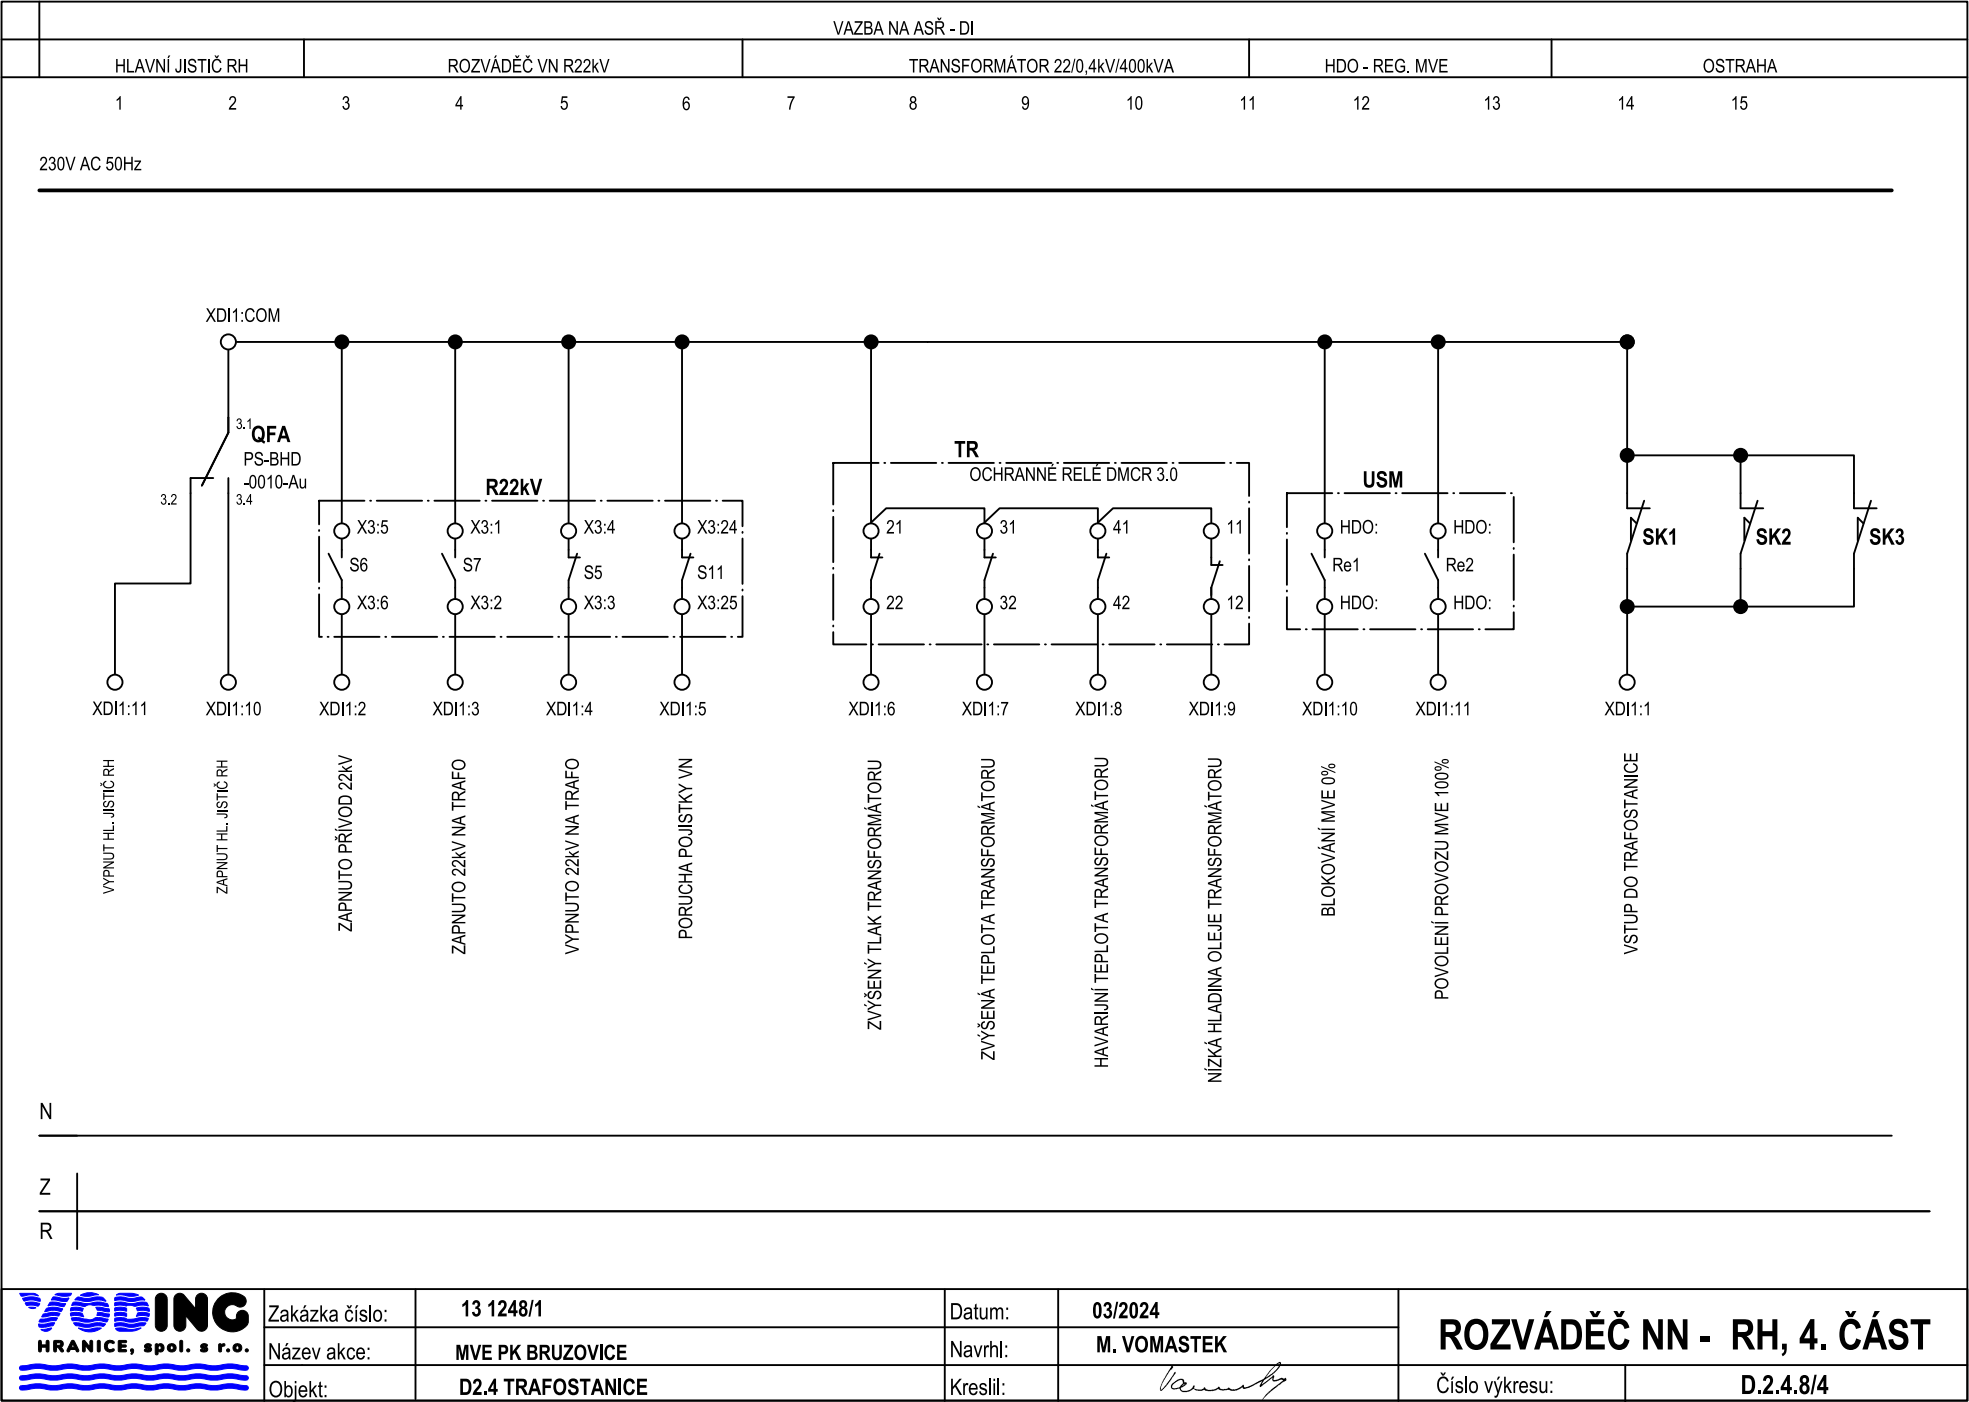 VAZBA NA ASŘ - DI
HLAVNÍ JISTIČ RH ROZVÁDĚČ VN R22kV TRANSFORMÁTOR 22/0,4kV/400kVA HDO - REG. MVE OSTRAHA
1 2 3 4 5 6 7 8 9 10 11 12 13 14 15
230V AC 50Hz
XDI1:COM
3.1
QFA
PS-BHD
-0010-Au
3.2 3.4
R22kV
X3:5 X3:1 X3:4 X3:24
S6 S7 S5 S11
X3:6 X3:2 X3:3 X3:25
TR
OCHRANNÉ RELÉ DMCR 3.0
21 31 41 11
22 32 42 12
USM
HDO: HDO:
Re1 Re2
HDO: HDO:
SK1 SK2 SK3
XDI1:11 XDI1:10 XDI1:2 XDI1:3 XDI1:4 XDI1:5 XDI1:6 XDI1:7 XDI1:8 XDI1:9 XDI1:10 XDI1:11 XDI1:1
VYPNUT HL. JISTIČ RH
ZAPNUT HL. JISTIČ RH
ZAPNUTO PŘÍVOD 22kV
ZAPNUTO 22kV NA TRAFO
VYPNUTO 22kV NA TRAFO
PORUCHA POJISTKY VN
ZVÝŠENÝ TLAK TRANSFORMÁTORU
ZVÝŠENÁ TEPLOTA TRANSFORMÁTORU
HAVARIJNÍ TEPLOTA TRANSFORMÁTORU
NÍZKÁ HLADINA OLEJE TRANSFORMÁTORU
BLOKOVÁNÍ MVE 0%
POVOLENÍ PROVOZU MVE 100%
VSTUP DO TRAFOSTANICE
N
Z
R
VODING
HRANICE, spol. s r.o.
Zakázka číslo: 13 1248/1
Název akce: MVE PK BRUZOVICE
Objekt: D2.4 TRAFOSTANICE
Datum: 03/2024
Navrhl: M. VOMASTEK
Kreslil:
ROZVÁDĚČ NN - RH, 4. ČÁST
Číslo výkresu: D.2.4.8/4